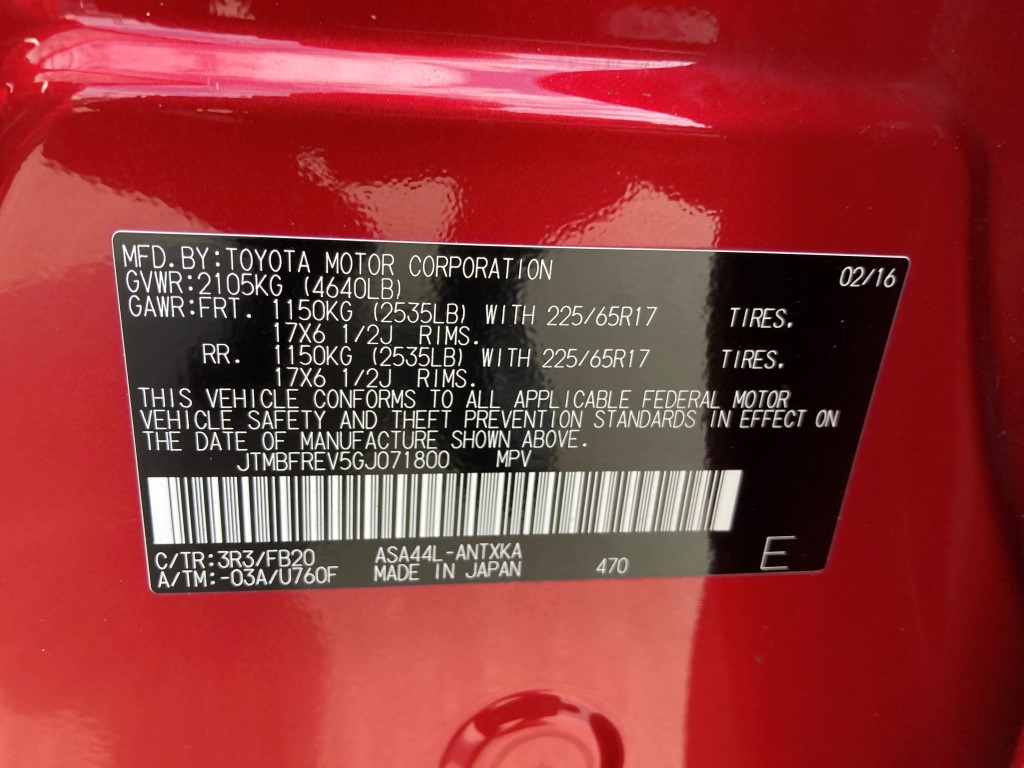 MFD.BY:TOYOTA MOTOR CORPORATION 02/16
GVWR:2105KG (4640LB)
GAWR:FRT. 1150KG (2535LB) WITH 225/65R17 TIRES.
17X6 1/2J RIMS.
RR. 1150KG (2535LB) WITH 225/65R17 TIRES.
17X6 1/2J RIMS.
THIS VEHICLE CONFORMS TO ALL APPLICABLE FEDERAL MOTOR
VEHICLE SAFETY AND THEFT PREVENTION STANDARDS IN EFFECT ON
THE DATE OF MANUFACTURE SHOWN ABOVE.
JTMBFREV5GJ071800 MPV
C/TR:3R3/FB20 ASA44L-ANTXKA
A/TM:-03A/U760F MADE IN JAPAN 470 E